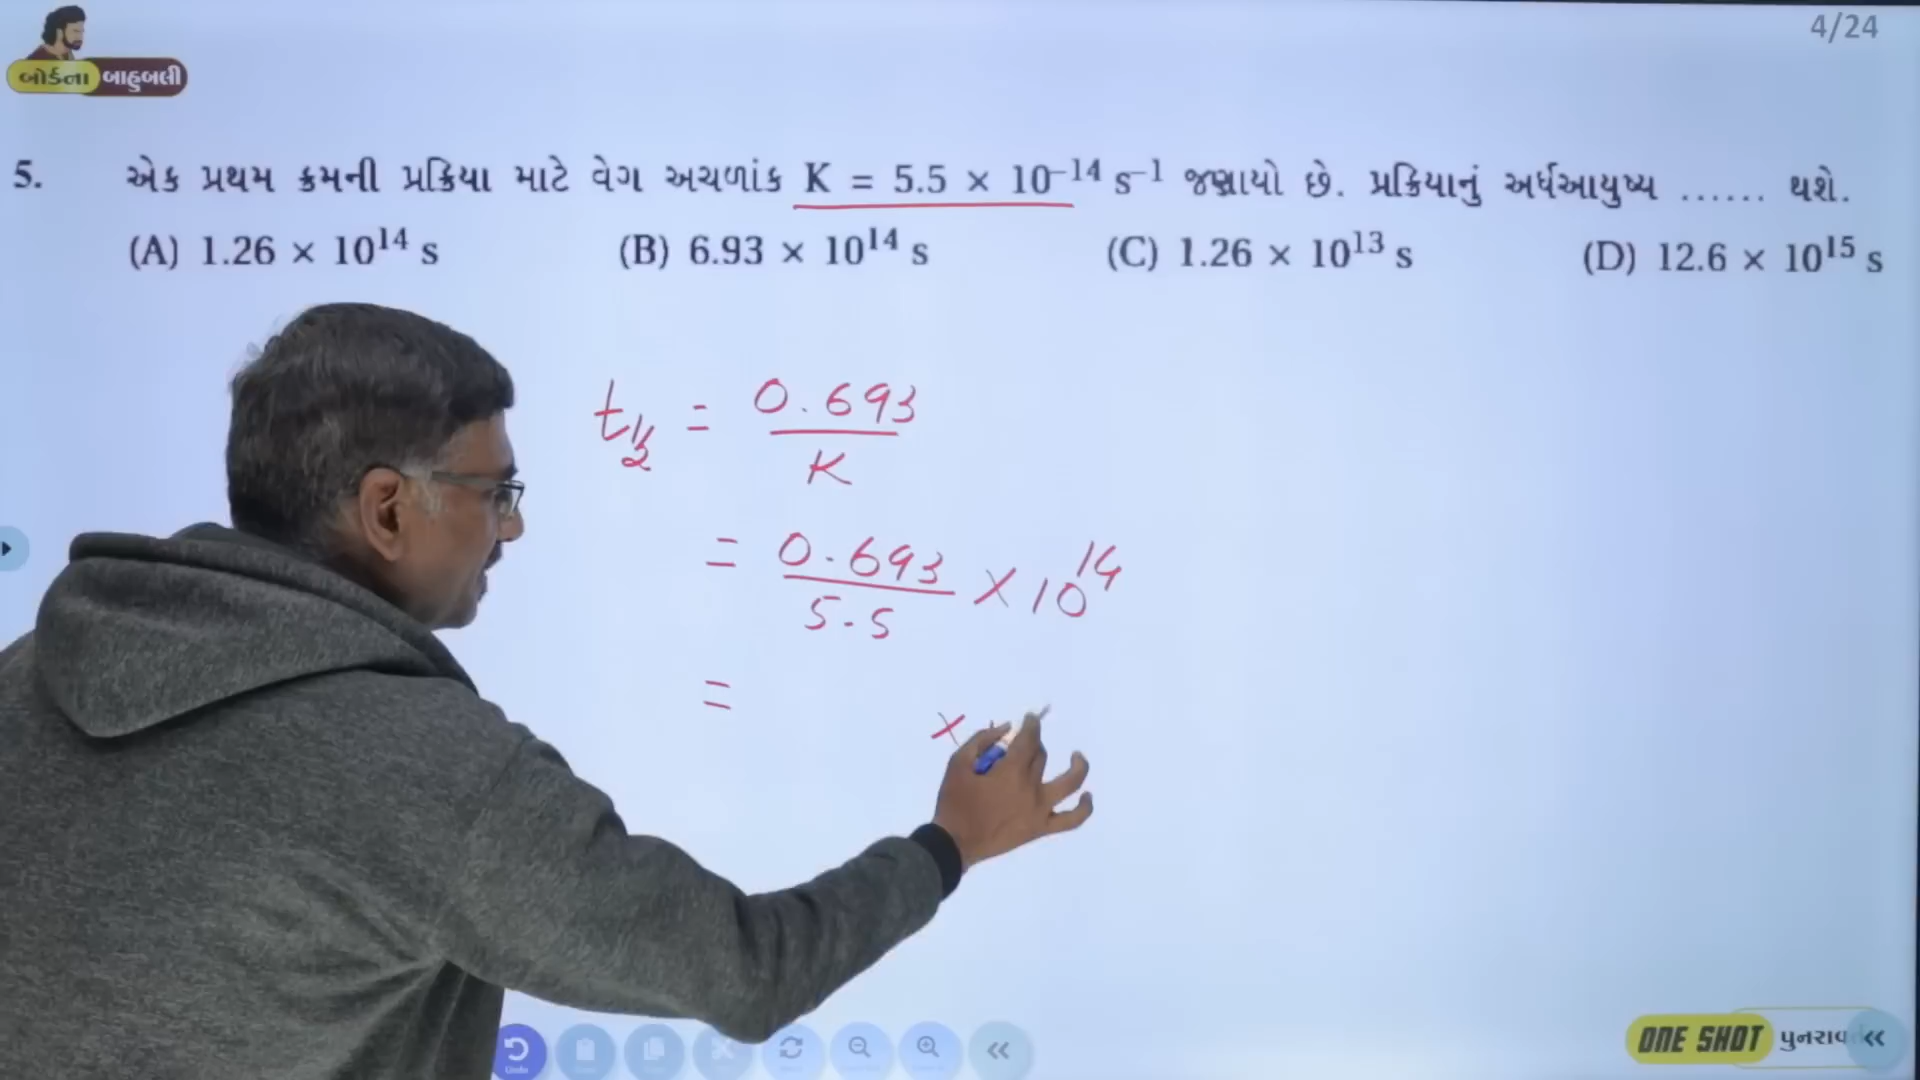 4/24
બોર્ડના બાહુબલી
5. એક પ્રથમ ક્રમની પ્રક્રિયા માટે વેગ અચળાંક K = 5.5 × 10⁻¹⁴ s⁻¹ જણાયો છે. પ્રક્રિયાનું અર્ધઆયુષ્ય ...... થશે.
(A) 1.26 × 10¹⁴ s (B) 6.93 × 10¹⁴ s (C) 1.26 × 10¹³ s (D) 12.6 × 10¹⁵ s
t½ = 0.693 / K
= 0.693 / 5.5 × 10¹⁴
= ×
Undo
ONE SHOT